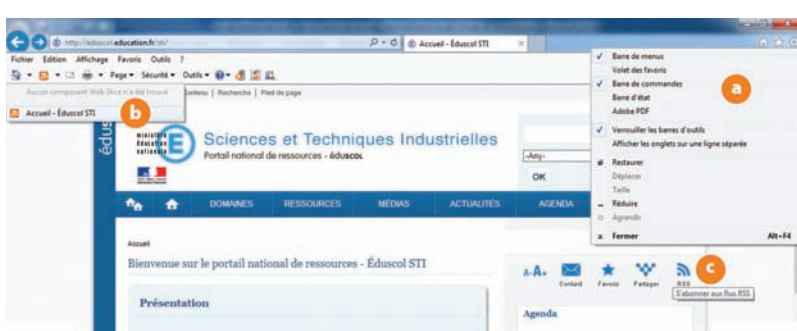 http://eduscol.education.fr/sti/
Accueil - Éduscol STI
Fichier Edition Affichage Favoris Outils ?
Page Sécurité Outils
Aucun composant Web Slice n'a été trouvé
Accueil - Éduscol STI
b
Recherche | Pied de page
Barre de menus
Volet des favoris
Barre de commandes
Barre d'état
Adobe PDF
Verrouiller les barres d'outils
Afficher les onglets sur une ligne séparée
Restaurer
Déplacer
Taille
Réduire
Agrandir
Fermer Alt+F4
a
édus
ministère
éducation
nationale
Sciences et Techniques Industrielles
Portail national de ressources - éduscol
-Any-
OK
DOMAINES RESSOURCES MÉDIAS ACTUALITÉS AGENDA
Accueil
Bienvenue sur le portail national de ressources - Éduscol STI
A-A+ Contact Favoris Partager RSS
c
S'abonner aux flux RSS
Présentation
Agenda